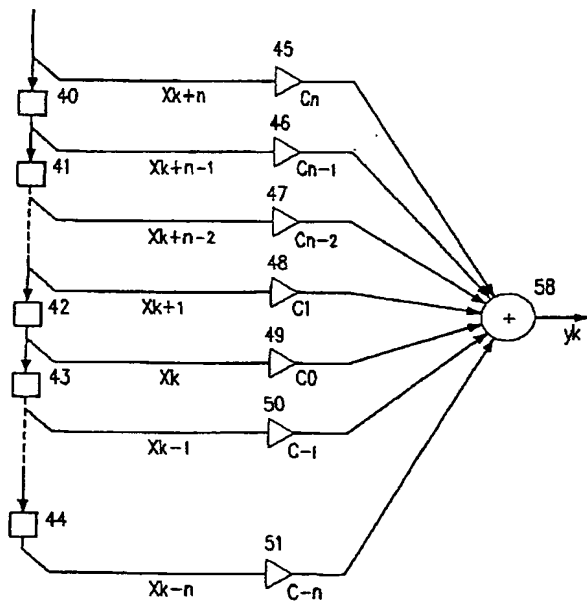 45
Xk+n
Cn
40
46
Xk+n-1
Cn-1
41
47
Xk+n-2
Cn-2
48
58
Xk+1
C1
42
+
yk
49
Xk
C0
43
50
Xk-1
C-1
44
51
Xk-n
C-n